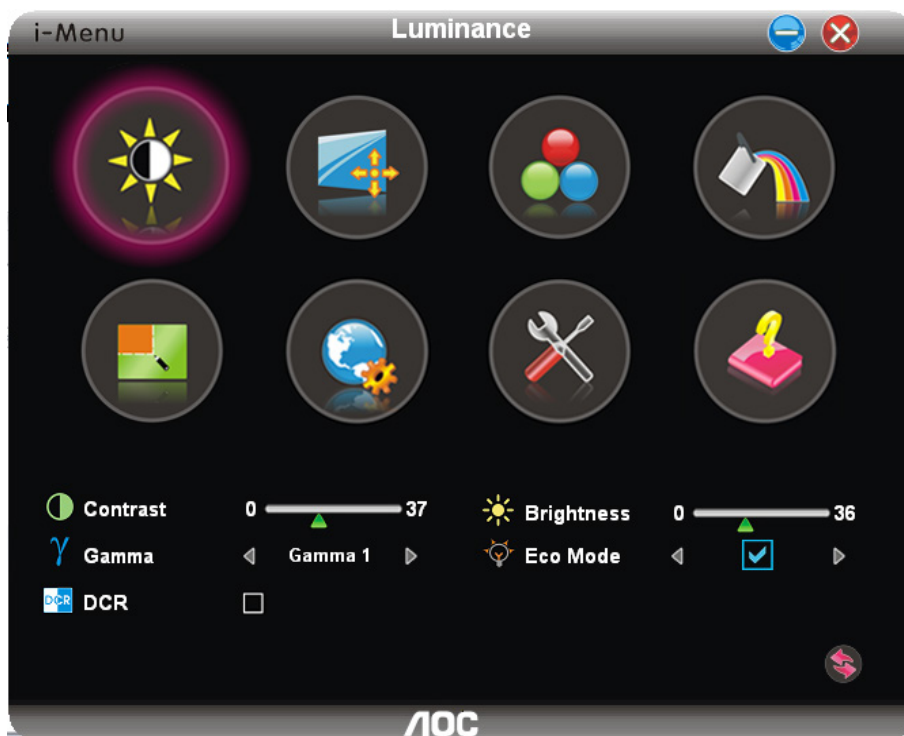 i-Menu
Luminance
Contrast 0 37
Brightness 0 36
γ Gamma Gamma 1
Eco Mode
DCR DCR
AOC